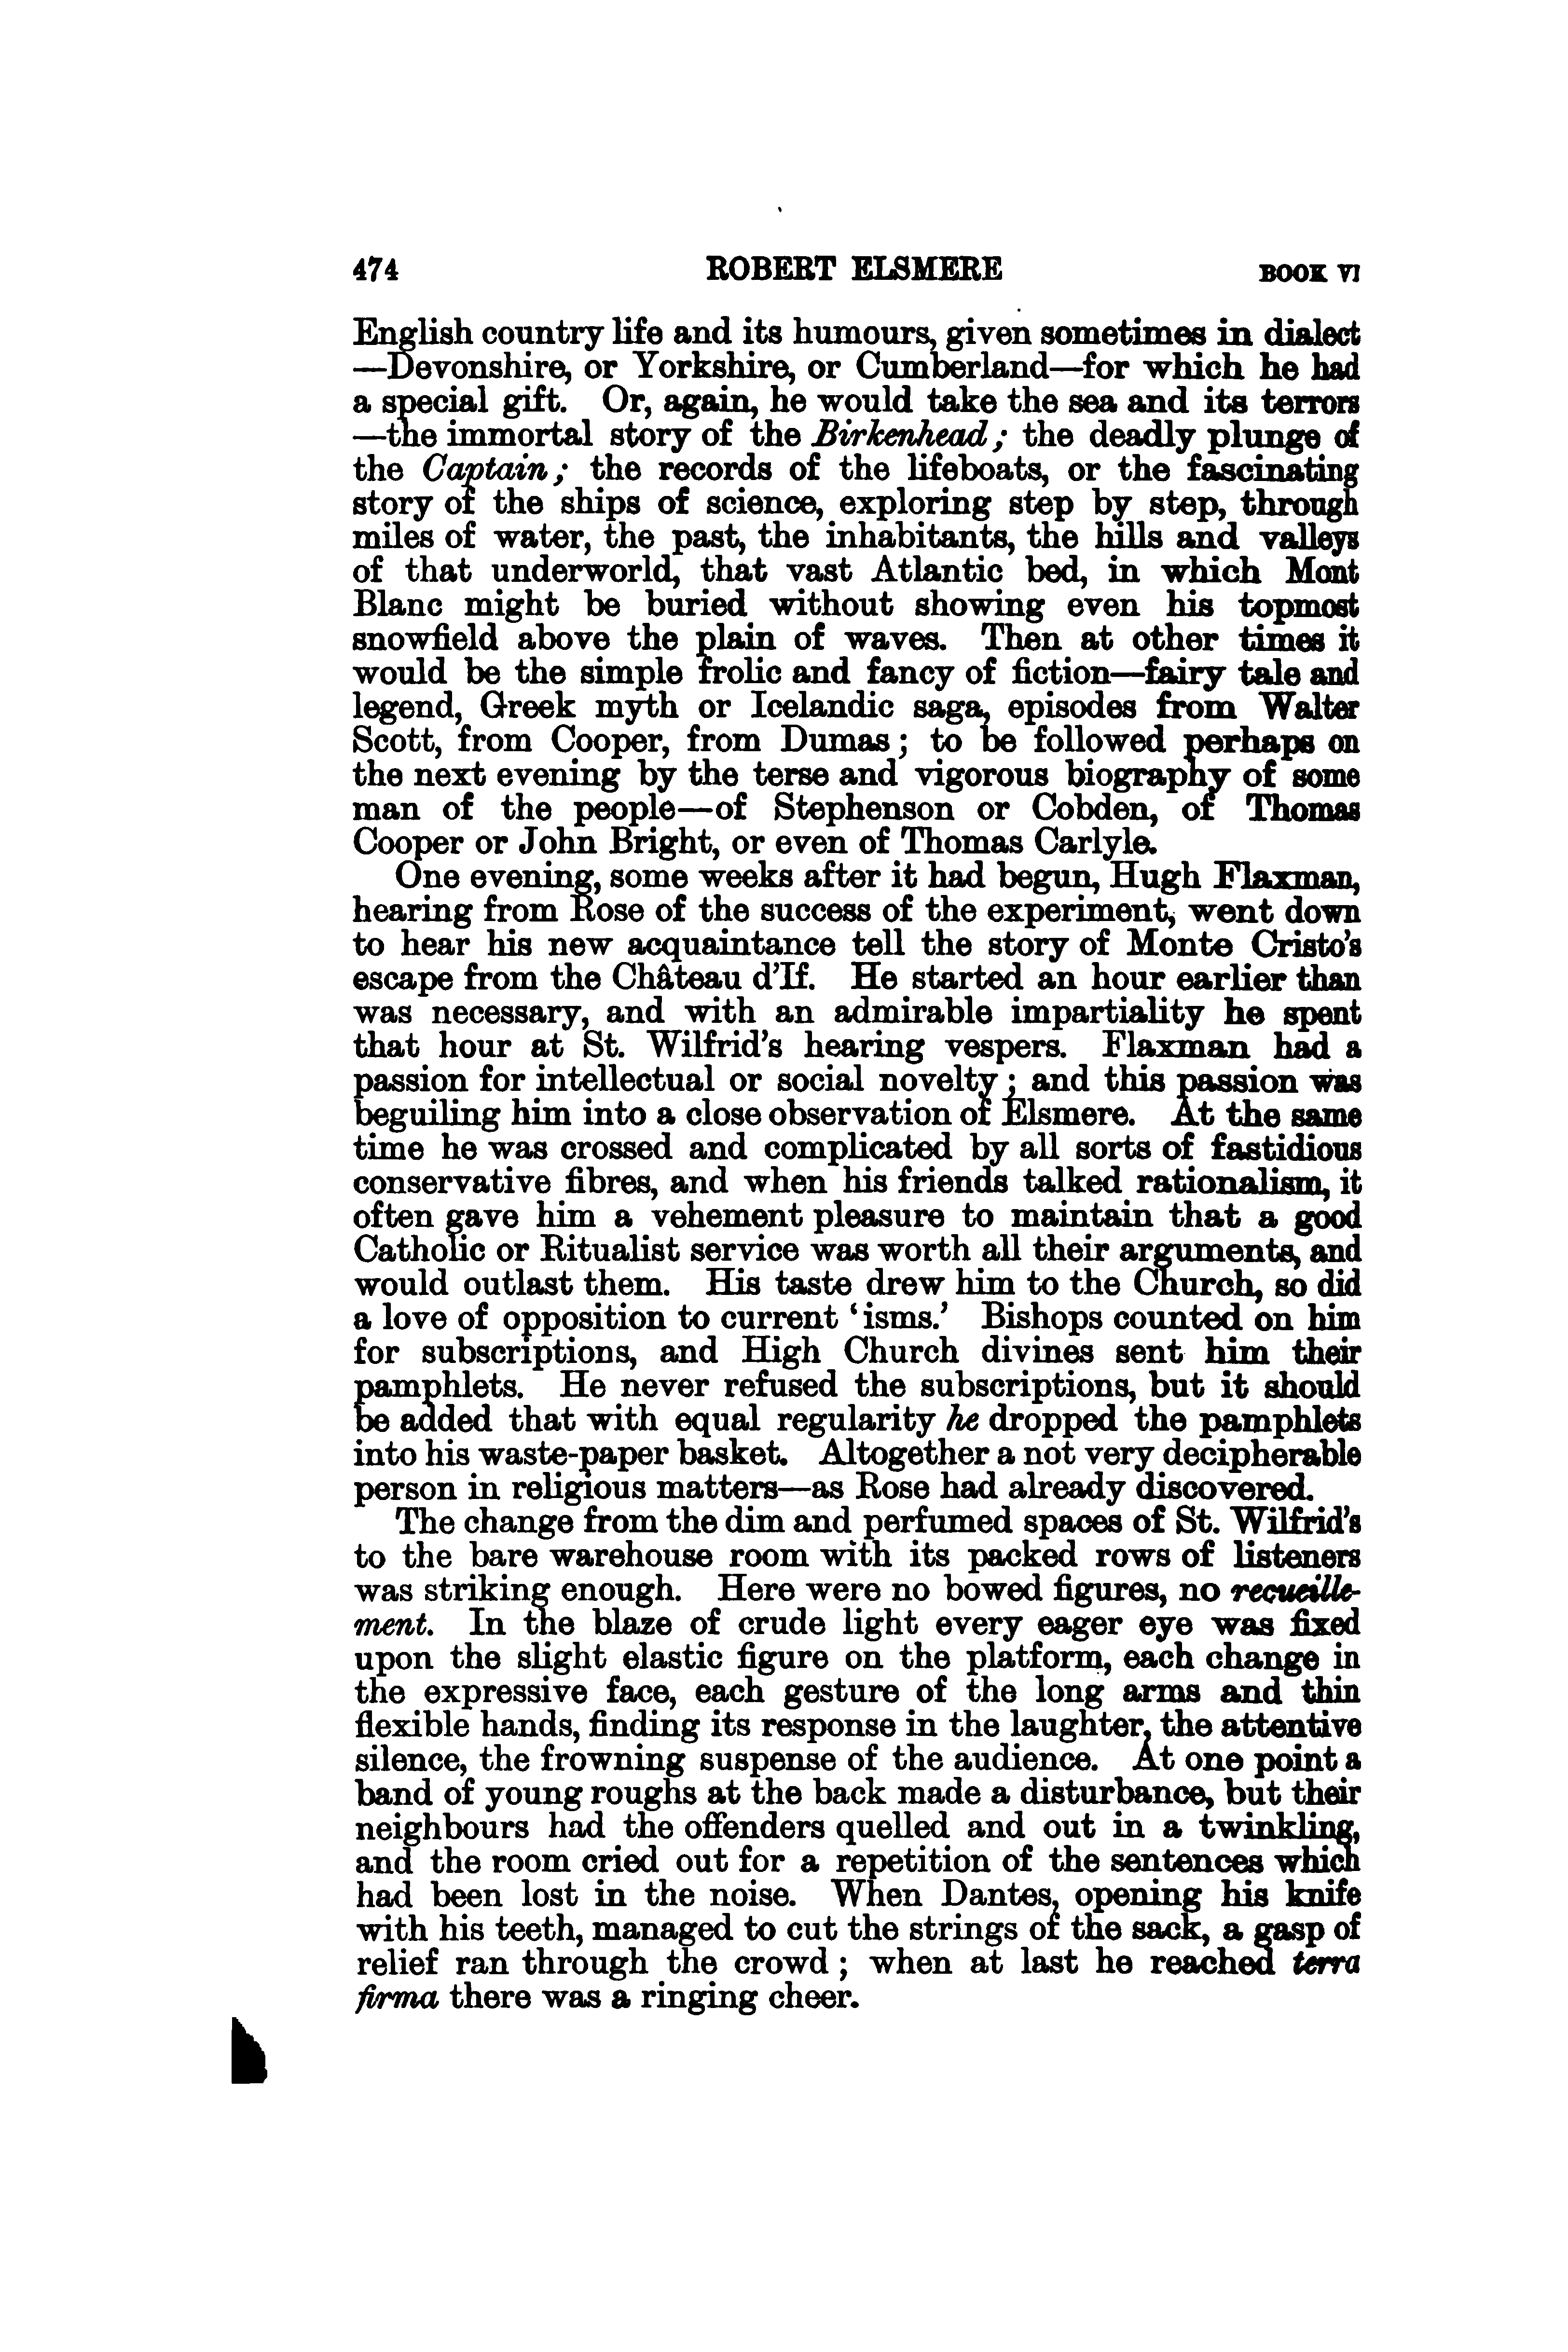 474 ROBERT ELSMERE BOOK VI
English country life and its humours, given sometimes in dialect
—Devonshire, or Yorkshire, or Cumberland—for which he had
a special gift. Or, again, he would take the sea and its terrors
—the immortal story of the Birkenhead; the deadly plunge of
the Captain; the records of the lifeboats, or the fascinating
story of the ships of science, exploring step by step, through
miles of water, the past, the inhabitants, the hills and valleys
of that underworld, that vast Atlantic bed, in which Mont
Blanc might be buried without showing even his topmost
snowfield above the plain of waves. Then at other times it
would be the simple frolic and fancy of fiction—fairy tale and
legend, Greek myth or Icelandic saga, episodes from Walter
Scott, from Cooper, from Dumas; to be followed perhaps on
the next evening by the terse and vigorous biography of some
man of the people—of Stephenson or Cobden, of Thomas
Cooper or John Bright, or even of Thomas Carlyle.
One evening, some weeks after it had begun, Hugh Flaxman,
hearing from Rose of the success of the experiment, went down
to hear his new acquaintance tell the story of Monte Cristo's
escape from the Château d'If. He started an hour earlier than
was necessary, and with an admirable impartiality he spent
that hour at St. Wilfrid's hearing vespers. Flaxman had a
passion for intellectual or social novelty; and this passion was
beguiling him into a close observation of Elsmere. At the same
time he was crossed and complicated by all sorts of fastidious
conservative fibres, and when his friends talked rationalism, it
often gave him a vehement pleasure to maintain that a good
Catholic or Ritualist service was worth all their arguments, and
would outlast them. His taste drew him to the Church, so did
a love of opposition to current 'isms.' Bishops counted on him
for subscriptions, and High Church divines sent him their
pamphlets. He never refused the subscriptions, but it should
be added that with equal regularity he dropped the pamphlets
into his waste-paper basket. Altogether a not very decipherable
person in religious matters—as Rose had already discovered.
The change from the dim and perfumed spaces of St. Wilfrid's
to the bare warehouse room with its packed rows of listeners
was striking enough. Here were no bowed figures, no recueille-
ment. In the blaze of crude light every eager eye was fixed
upon the slight elastic figure on the platform, each change in
the expressive face, each gesture of the long arms and thin
flexible hands, finding its response in the laughter, the attentive
silence, the frowning suspense of the audience. At one point a
band of young roughs at the back made a disturbance, but their
neighbours had the offenders quelled and out in a twinkling,
and the room cried out for a repetition of the sentences which
had been lost in the noise. When Dantes, opening his knife
with his teeth, managed to cut the strings of the sack, a gasp of
relief ran through the crowd; when at last he reached terra
firma there was a ringing cheer.